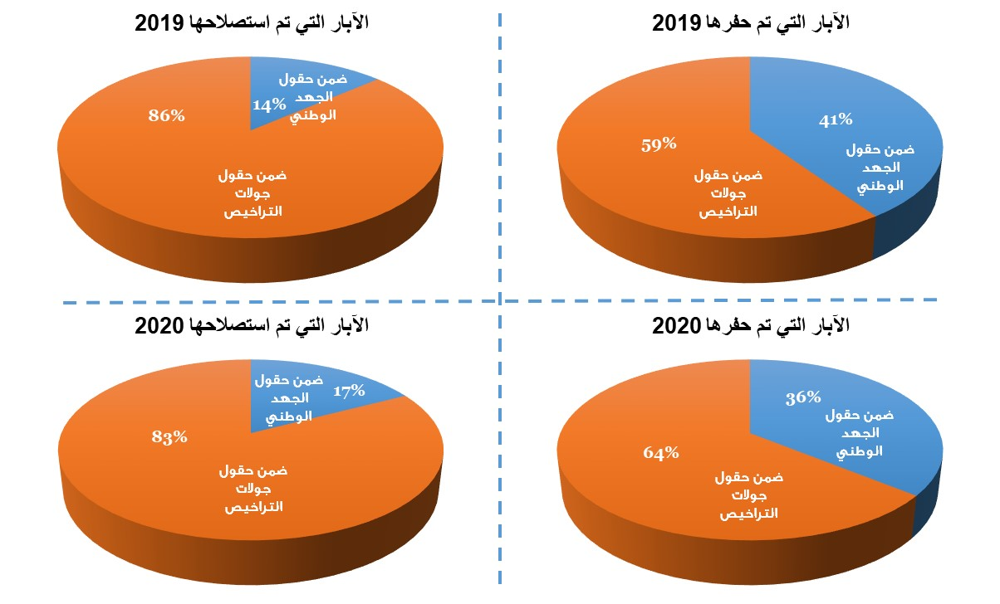 الآبار التي تم حفرها 2019
41%
ضمن حقول
الجهد
الوطني
59%
ضمن حقول
جولات
التراخيص
الآبار التي تم استصلاحها 2019
ضمن حقول
الجهد
الوطني
14%
86%
ضمن حقول
جولات
التراخيص
الآبار التي تم حفرها 2020
36%
ضمن حقول
الجهد
الوطني
64%
ضمن حقول
جولات
التراخيص
الآبار التي تم استصلاحها 2020
17%
ضمن حقول
الجهد
الوطني
83%
ضمن حقول
جولات
التراخيص